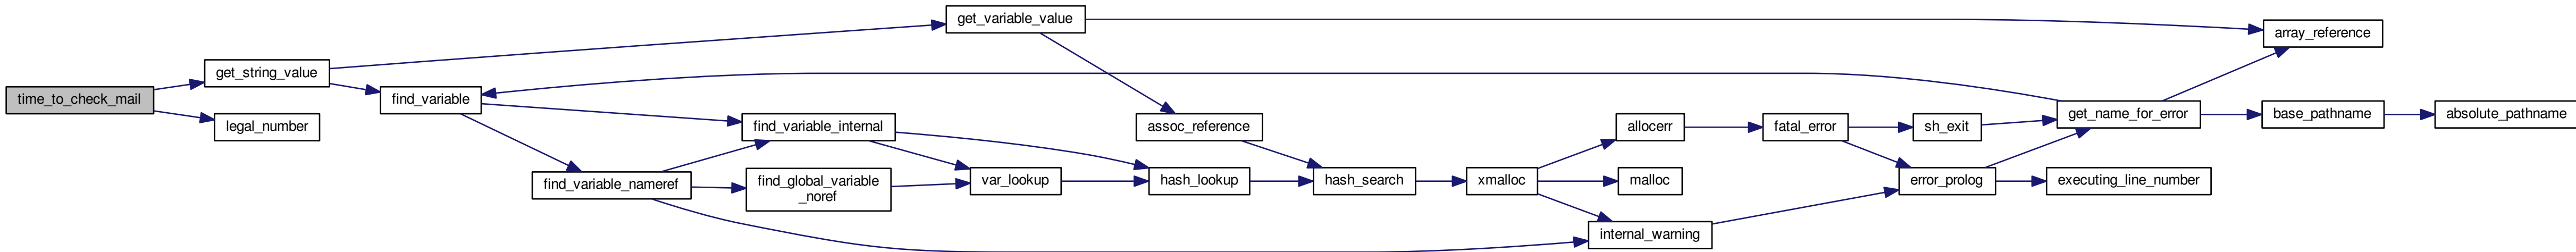 get_variable_value
array_reference
get_string_value
time_to_check_mail
find_variable
legal_number
find_variable_internal
assoc_reference
allocerr
fatal_error
sh_exit
get_name_for_error
base_pathname
absolute_pathname
find_variable_nameref
find_global_variable
_noref
var_lookup
hash_lookup
hash_search
xmalloc
malloc
error_prolog
executing_line_number
internal_warning